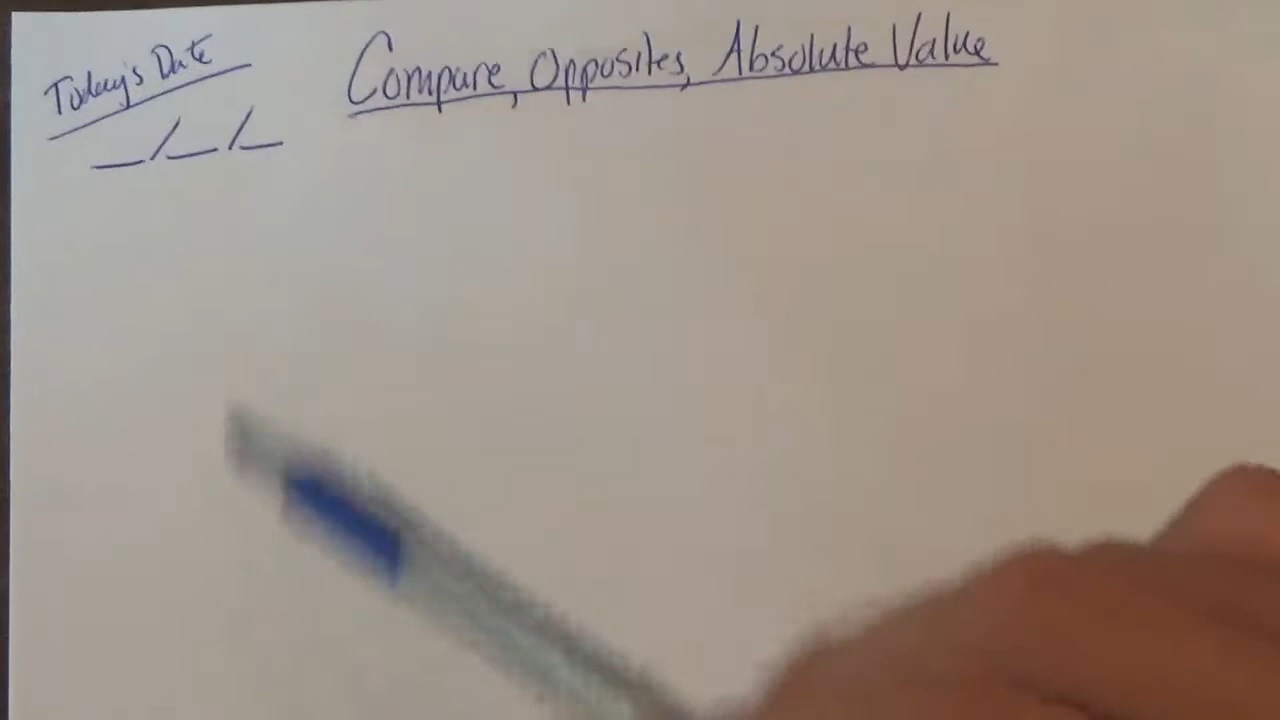 Today's Date
Compare, Opposites, Absolute Value
_/_/_